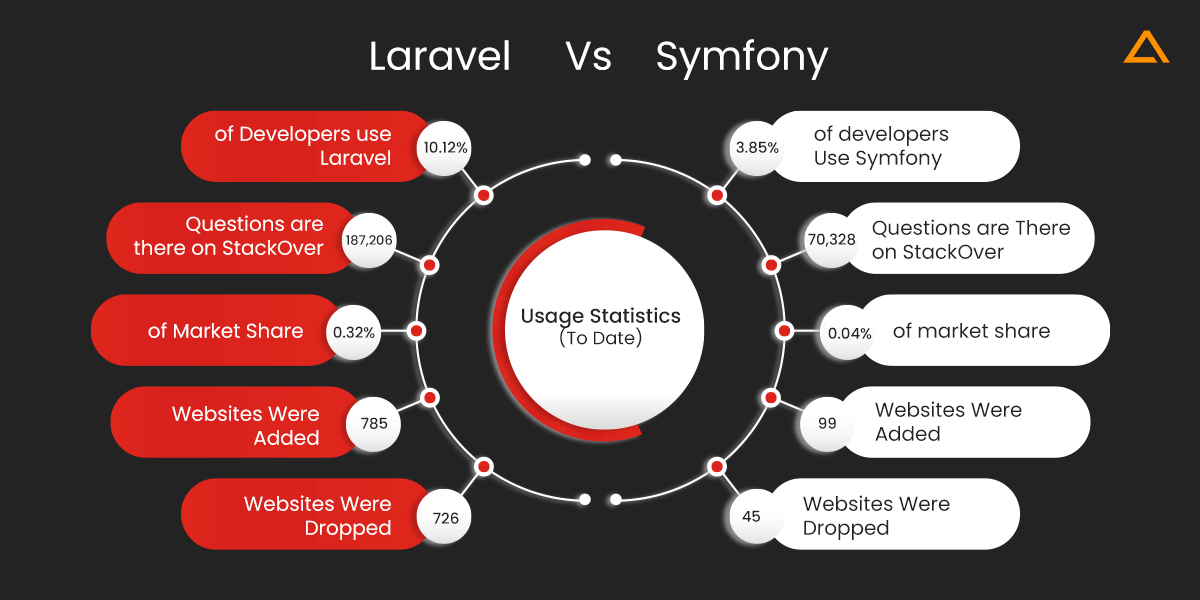 Laravel Vs Symfony
of Developers use
Laravel
10.12%
Questions are
there on StackOver
187,206
of Market Share
0.32%
Websites Were
Added
785
Websites Were
Dropped
726
Usage Statistics
(To Date)
3.85%
of developers
Use Symfony
70,328
Questions are There
on StackOver
0.04%
of market share
99
Websites Were
Added
45
Websites Were
Dropped